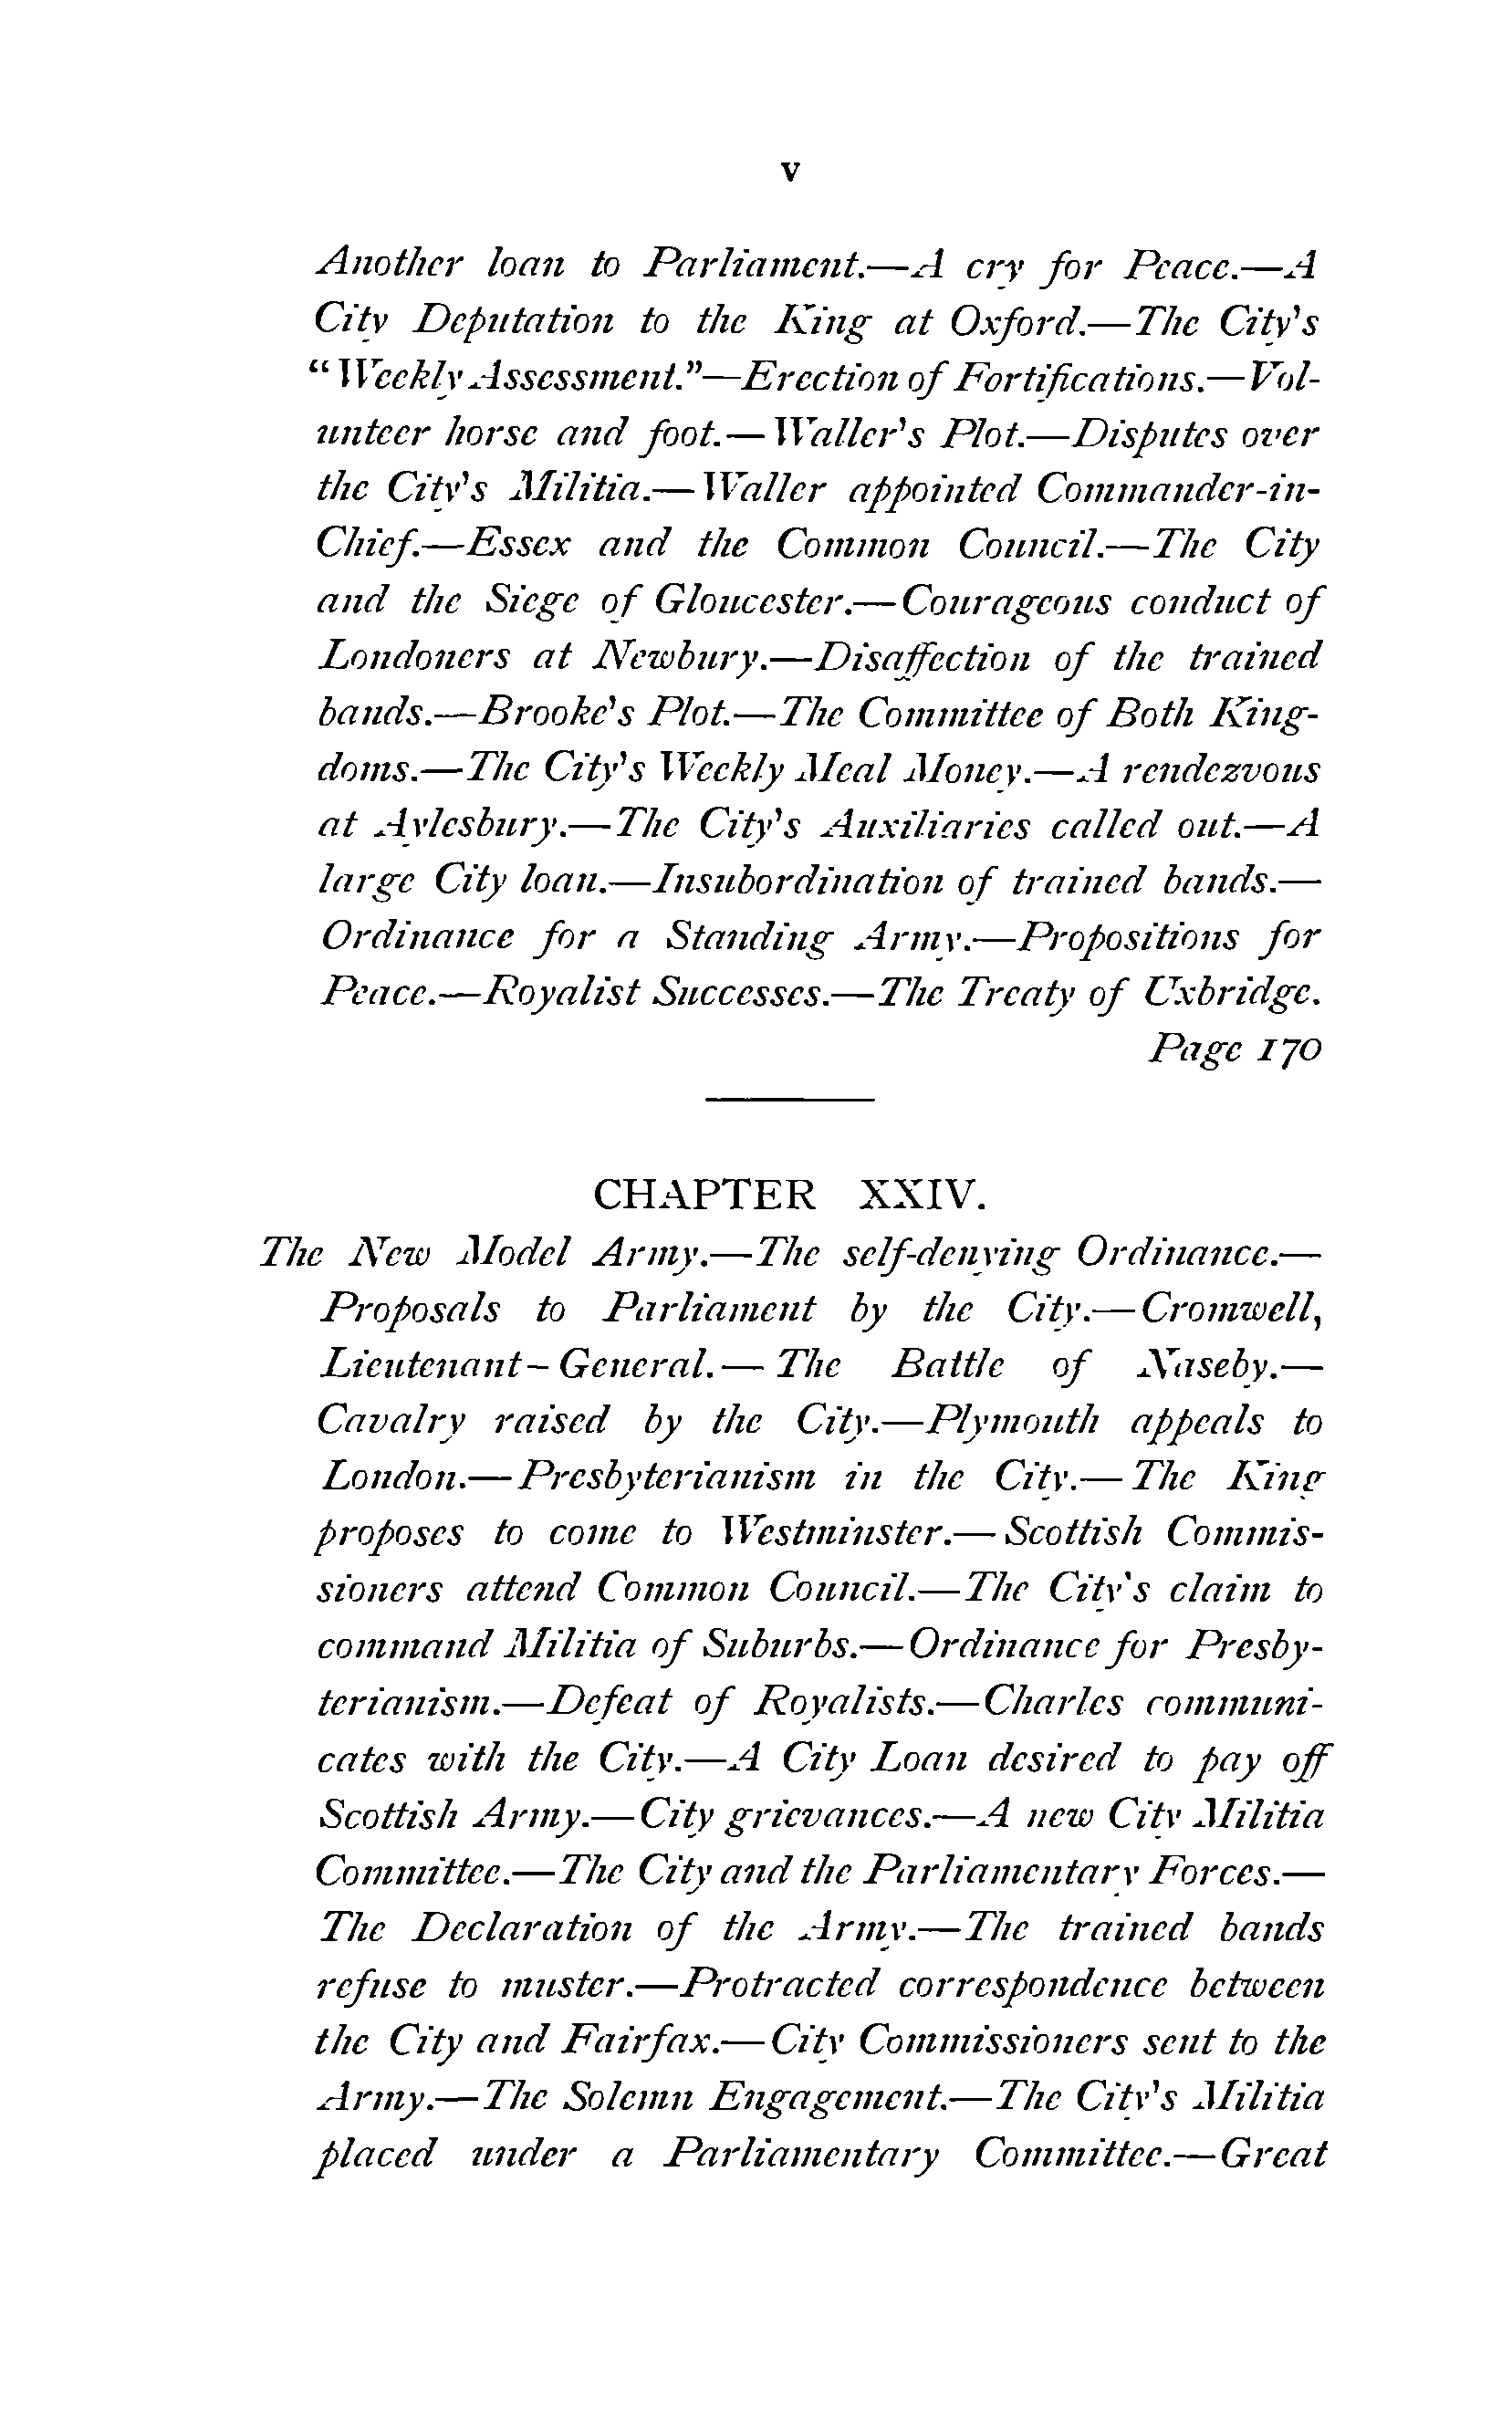 v
Another loan to Parliament.—A cry for Peace.—A
City Deputation to the King at Oxford.—The City's
“Weekly Assessment.”—Erection of Fortifications.—Vol-
unteer horse and foot.—Waller's Plot.—Disputes over
the City's Militia.—Waller appointed Commander-in-
Chief.—Essex and the Common Council.—The City
and the Siege of Gloucester.—Courageous conduct of
Londoners at Newbury.—Disaffection of the trained
bands.—Brooke's Plot.—The Committee of Both King-
doms.—The City's Weekly Meal Money.—A rendezvous
at Aylesbury.—The City's Auxiliaries called out.—A
large City loan.—Insubordination of trained bands.—
Ordinance for a Standing Army.—Propositions for
Peace.—Royalist Successes.—The Treaty of Uxbridge.
Page 170
CHAPTER XXIV.
The New Model Army.—The self-denying Ordinance.—
Proposals to Parliament by the City.—Cromwell,
Lieutenant-General.—The Battle of Naseby.—
Cavalry raised by the City.—Plymouth appeals to
London.—Presbyterianism in the City.—The King
proposes to come to Westminster.—Scottish Commis-
sioners attend Common Council.—The City's claim to
command Militia of Suburbs.—Ordinance for Presby-
terianism.—Defeat of Royalists.—Charles communi-
cates with the City.—A City Loan desired to pay off
Scottish Army.—City grievances.—A new City Militia
Committee.—The City and the Parliamentary Forces.—
The Declaration of the Army.—The trained bands
refuse to muster.—Protracted correspondence between
the City and Fairfax.—City Commissioners sent to the
Army.—The Solemn Engagement.—The City's Militia
placed under a Parliamentary Committee.—Great